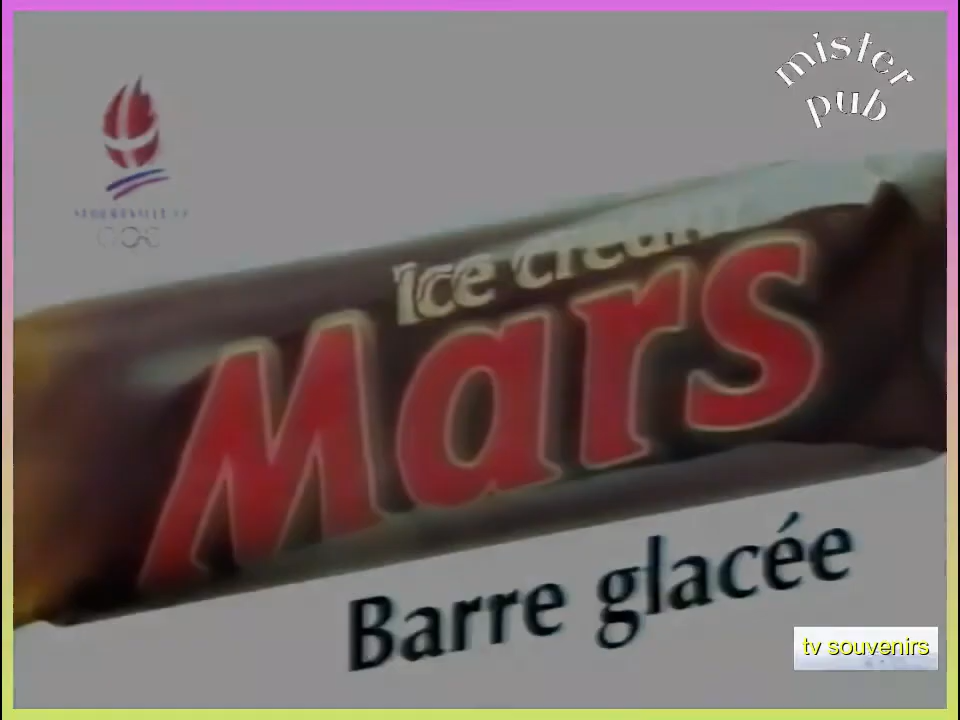 mister
pub
Ice cream
Mars
Barre glacée
tv souvenirs